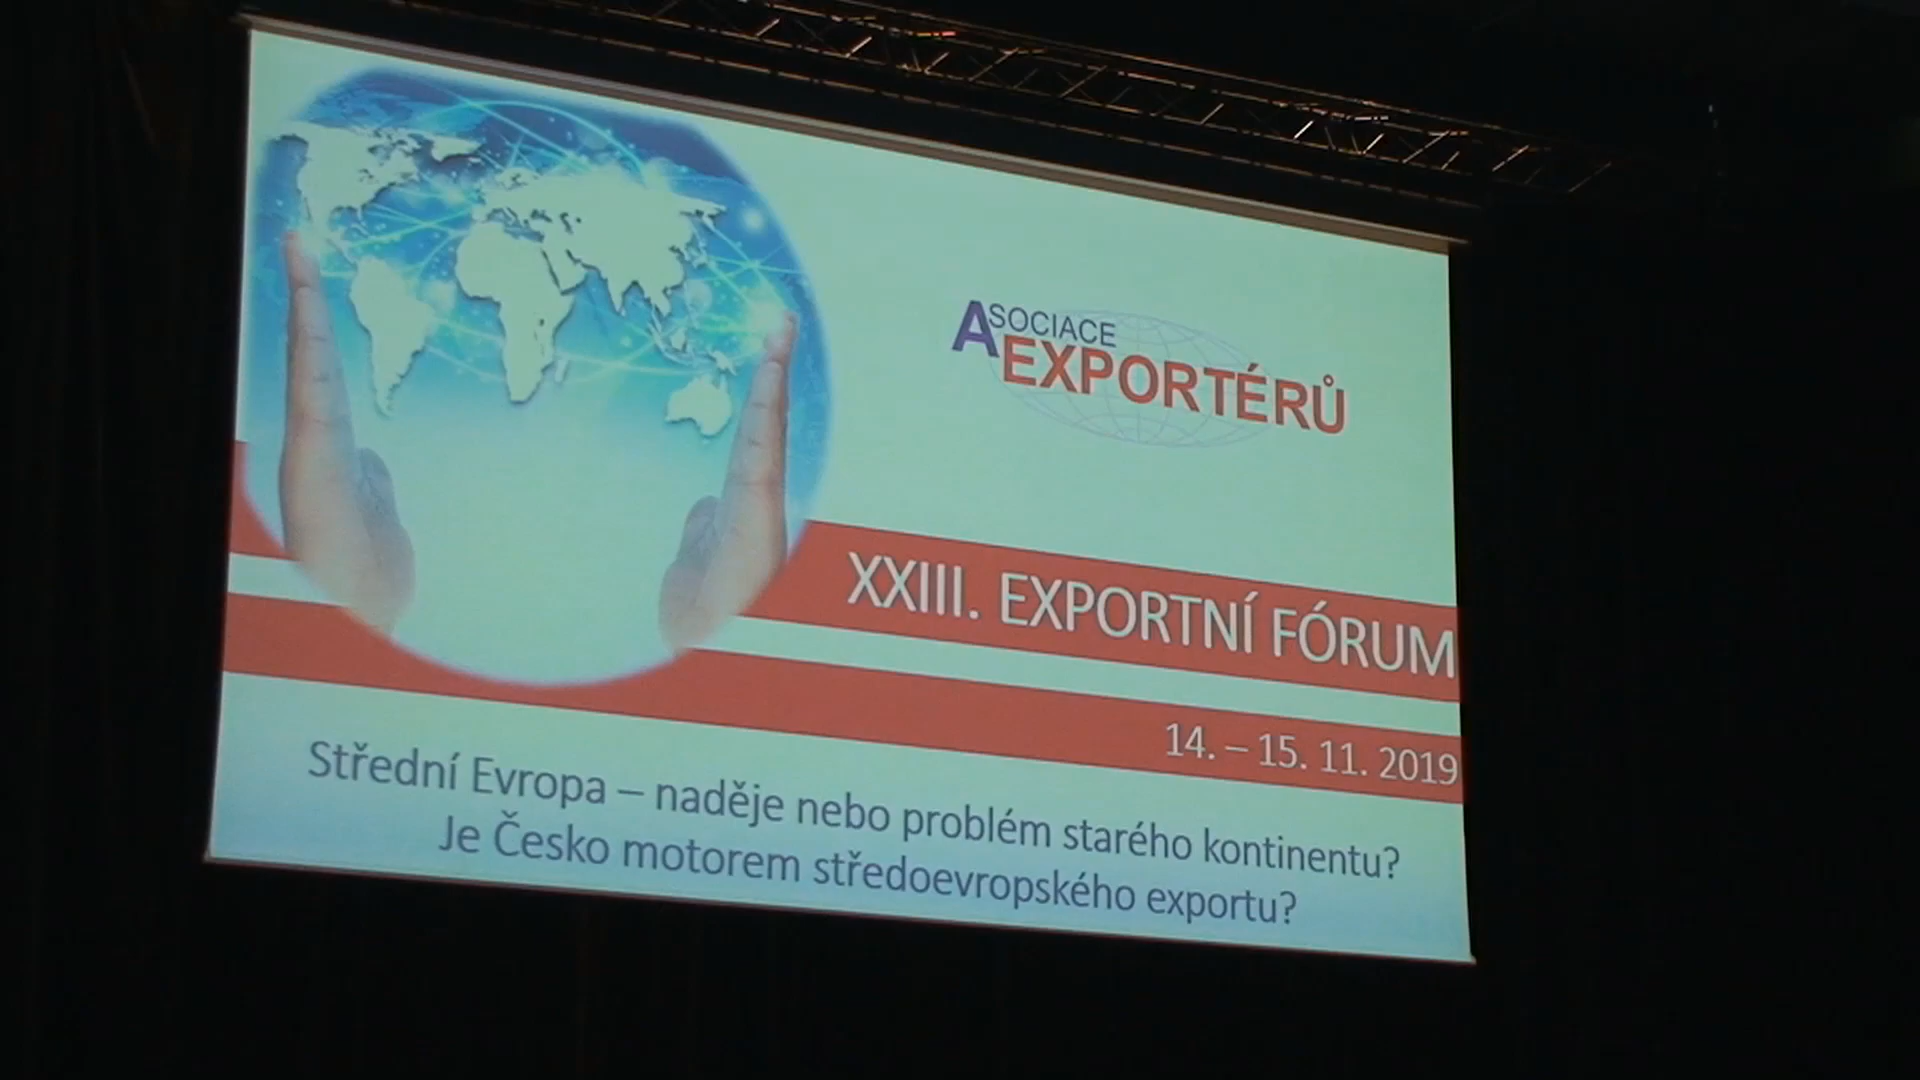 ASOCIACE
EXPORTÉRŮ
XXIII. EXPORTNÍ FÓRUM
14. – 15. 11. 2019
Střední Evropa – naděje nebo problém starého kontinentu?
Je Česko motorem středoevropského exportu?